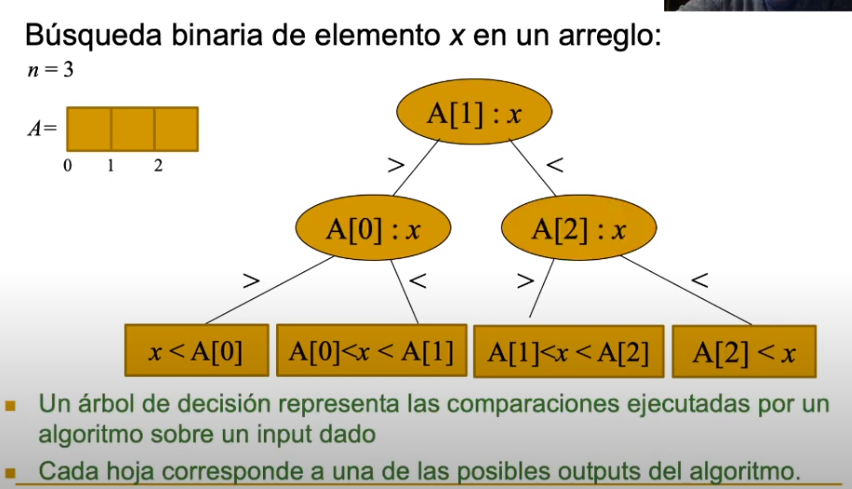 Búsqueda binaria de elemento x en un arreglo:
n = 3
A=
0 1 2
A[1] : x
> <
A[0] : x A[2] : x
> < > <
x < A[0] A[0]<x < A[1] A[1]<x < A[2] A[2] < x
Un árbol de decisión representa las comparaciones ejecutadas por un
algoritmo sobre un input dado
Cada hoja corresponde a una de las posibles outputs del algoritmo.